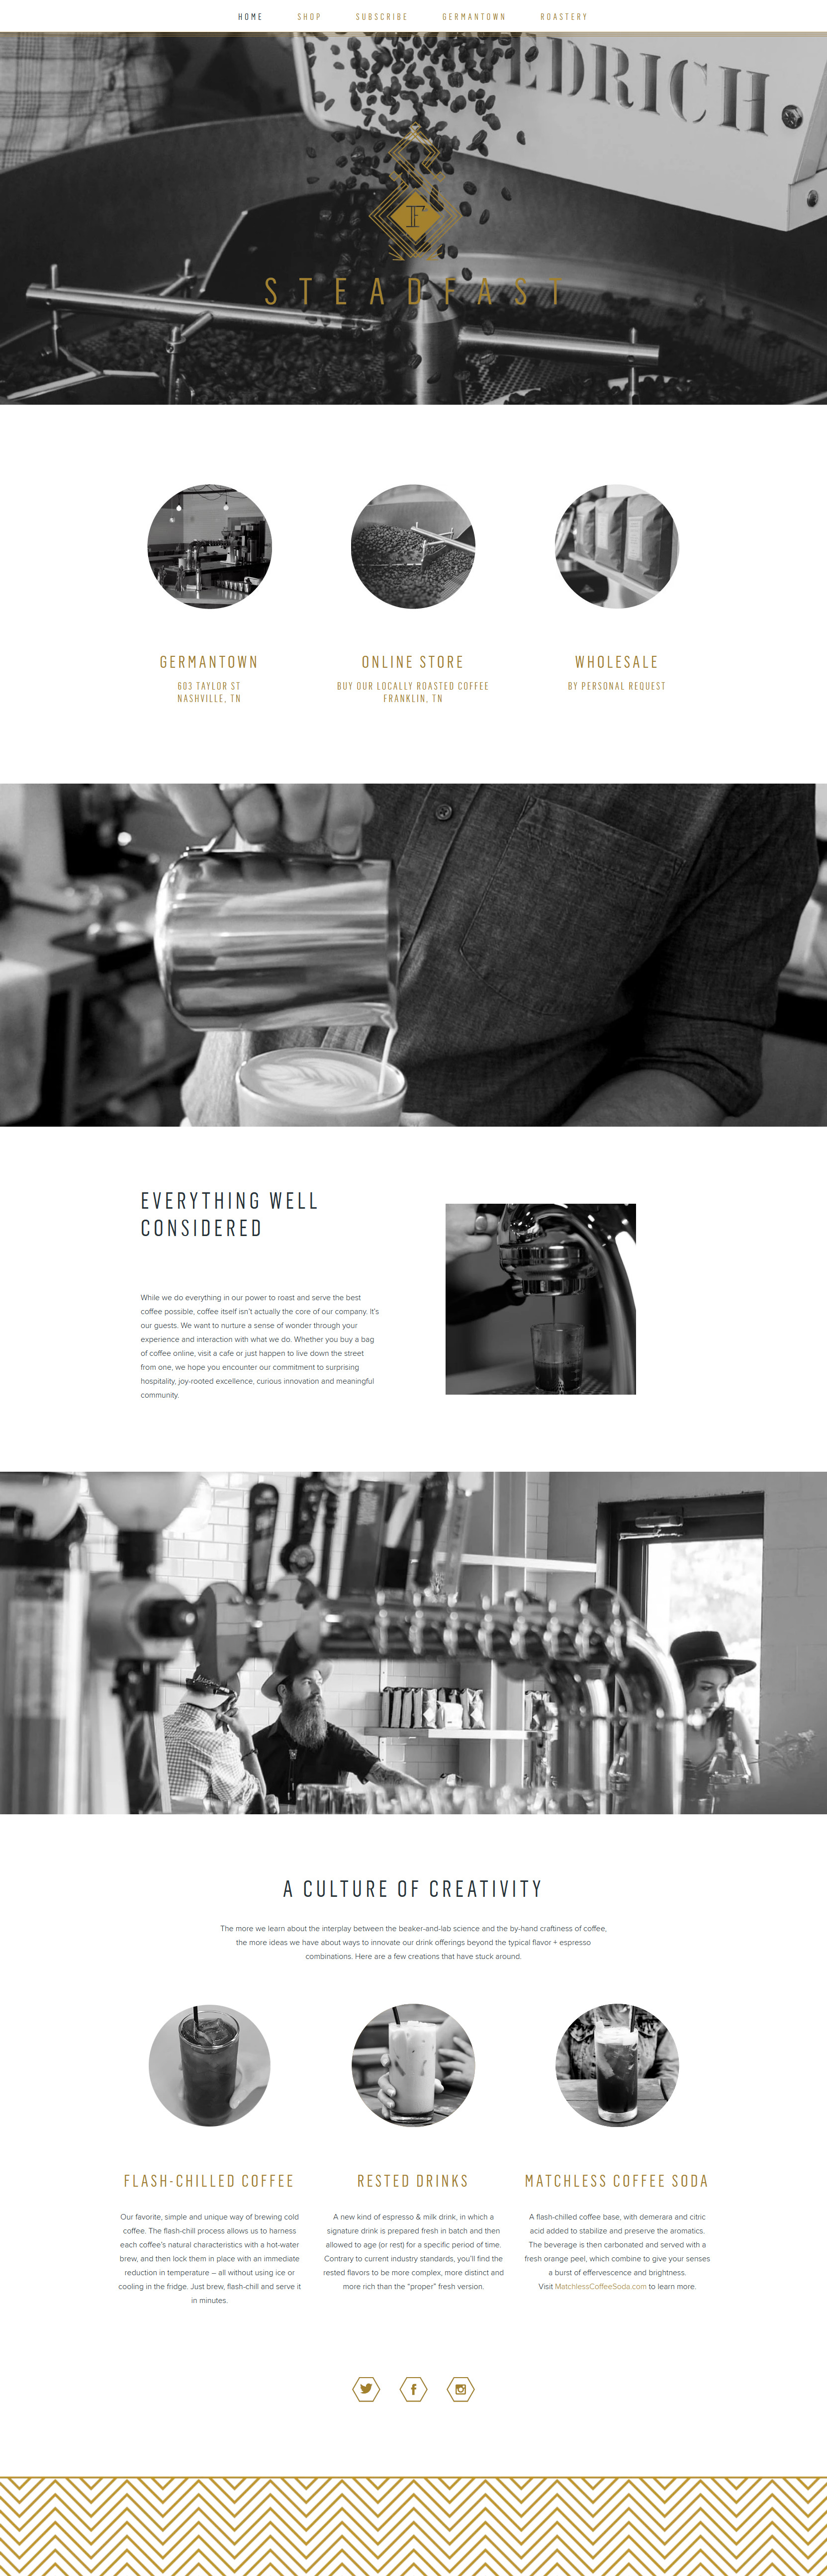 HOME SHOP SUBSCRIBE GERMANTOWN ROASTERY
EDRICH
F
STEADFAST
GERMANTOWN
603 TAYLOR ST
NASHVILLE, TN
ONLINE STORE
BUY OUR LOCALLY ROASTED COFFEE
FRANKLIN, TN
WHOLESALE
BY PERSONAL REQUEST
EVERYTHING WELL
CONSIDERED
While we do everything in our power to roast and serve the best
coffee possible, coffee itself isn't actually the core of our company. It's
our guests. We want to nurture a sense of wonder through your
experience and interaction with what we do. Whether you buy a bag
of coffee online, visit a cafe or just happen to live down the street
from one, we hope you encounter our commitment to surprising
hospitality, joy-rooted excellence, curious innovation and meaningful
community.
A CULTURE OF CREATIVITY
The more we learn about the interplay between the beaker-and-lab science and the by-hand craftiness of coffee,
the more ideas we have about ways to innovate our drink offerings beyond the typical flavor + espresso
combinations. Here are a few creations that have stuck around.
FLASH-CHILLED COFFEE
Our favorite, simple and unique way of brewing cold
coffee. The flash-chill process allows us to harness
each coffee's natural characteristics with a hot-water
brew, and then lock them in place with an immediate
reduction in temperature – all without using ice or
cooling in the fridge. Just brew, flash-chill and serve it
in minutes.
RESTED DRINKS
A new kind of espresso & milk drink, in which a
signature drink is prepared fresh in batch and then
allowed to age (or rest) for a specific period of time.
Contrary to current industry standards, you'll find the
rested flavors to be more complex, more distinct and
more rich than the “proper” fresh version.
MATCHLESS COFFEE SODA
A flash-chilled coffee base, with demerara and citric
acid added to stabilize and preserve the aromatics.
The beverage is then carbonated and served with a
fresh orange peel, which combine to give your senses
a burst of effervescence and brightness.
Visit MatchlessCoffeeSoda.com to learn more.